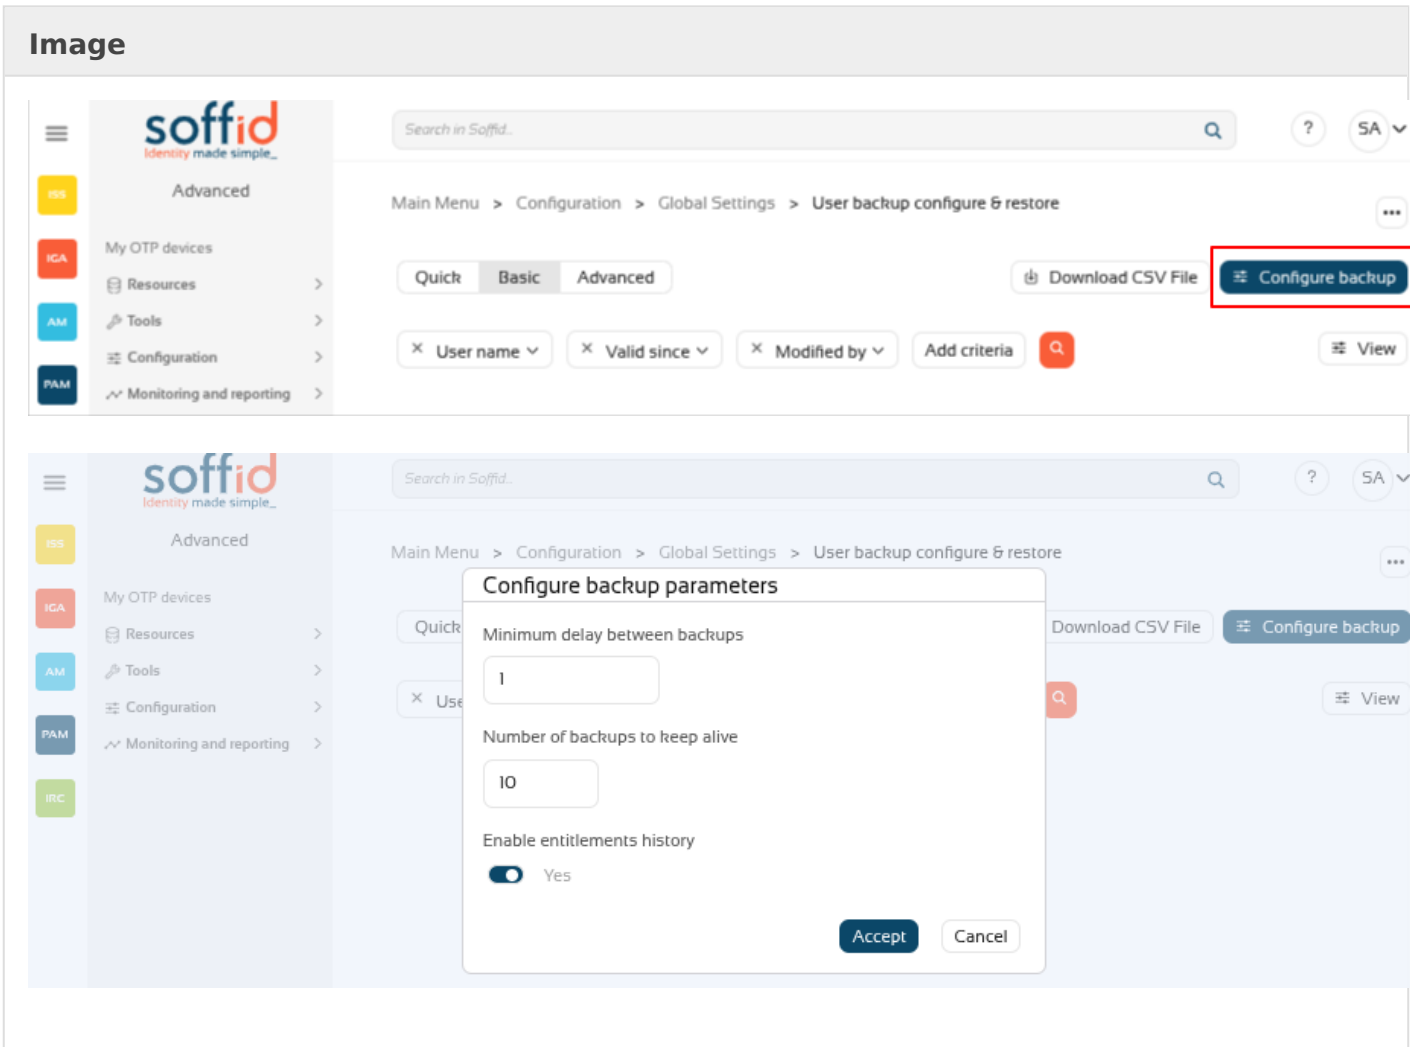 Image
soffid
Identity made simple_
Search in Soffid..
?
SA
Advanced
ISS
Main Menu > Configuration > Global Settings > User backup configure & restore
...
My OTP devices
IGA
Resources
Quick Basic Advanced
Download CSV File
Configure backup
AM
Tools
Configuration
User name
Valid since
Modified by
Add criteria
View
PAM
Monitoring and reporting
soffid
Identity made simple_
Search in Soffid..
?
SA
Advanced
ISS
Main Menu > Configuration > Global Settings > User backup configure & restore
...
Configure backup parameters
My OTP devices
IGA
Resources
Quick
Minimum delay between backups
Download CSV File
Configure backup
AM
Tools
1
Use
View
Configuration
PAM
Monitoring and reporting
Number of backups to keep alive
IRC
10
Enable entitlements history
Yes
Accept
Cancel